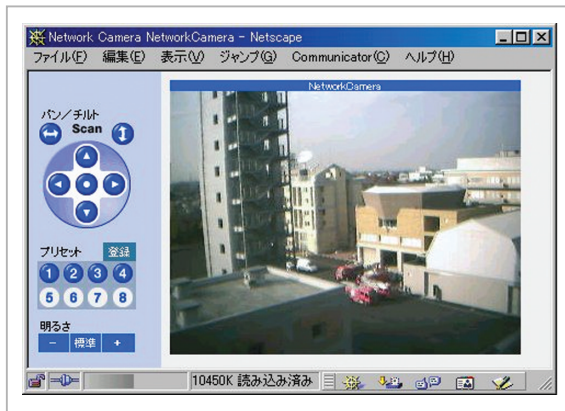 Network Camera NetworkCamera - Netscape
ファイル(F) 編集(E) 表示(V) ジャンプ(G) Communicator(C) ヘルプ(H)
NetworkCamera
パン／チルト
Scan
プリセット 登録
1 2 3 4
5 6 7 8
明るさ
- 標準 +
10450K 読み込み済み